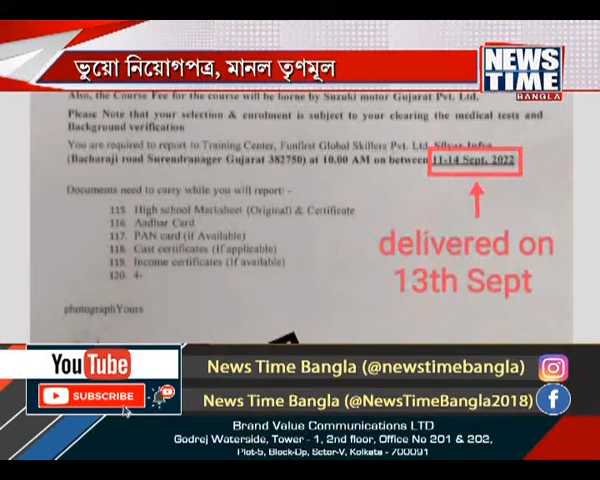 ভুয়ো নিয়োগপত্র, মানল তৃণমূল
NEWS
TIME
BANGLA
Also, the Course Fee for the course will be borne by Suzuki motor Gujarat Pvt. Ltd.
Please Note that your selection & enrolment is subject to your clearing the medical tests and
Background verification
You are required to report to Training Center, Funfirst Global Skillers Pvt. Ltd. Silver Infra
(Bacharaji road Surendranager Gujarat 382750) at 10.00 AM on between 11-14 Sept, 2022
Documents need to carry while you will report: -
115. High school Marksheet (Original) & Certificate
116. Aadhar Card
117. PAN card (if Available)
118. Cast certificates (If applicable)
119. Income certificates (If available)
120. 4-
photographYours
delivered on
13th Sept
YouTube
SUBSCRIBE
News Time Bangla (@newstimebangla)
News Time Bangla (@NewsTimeBangla2018)
Brand Value Communications LTD
Godrej Waterside, Tower - 1, 2nd floor, Office No 201 & 202,
Plot-5, Block-Dp, Sctor-V, Kolkata - 700091